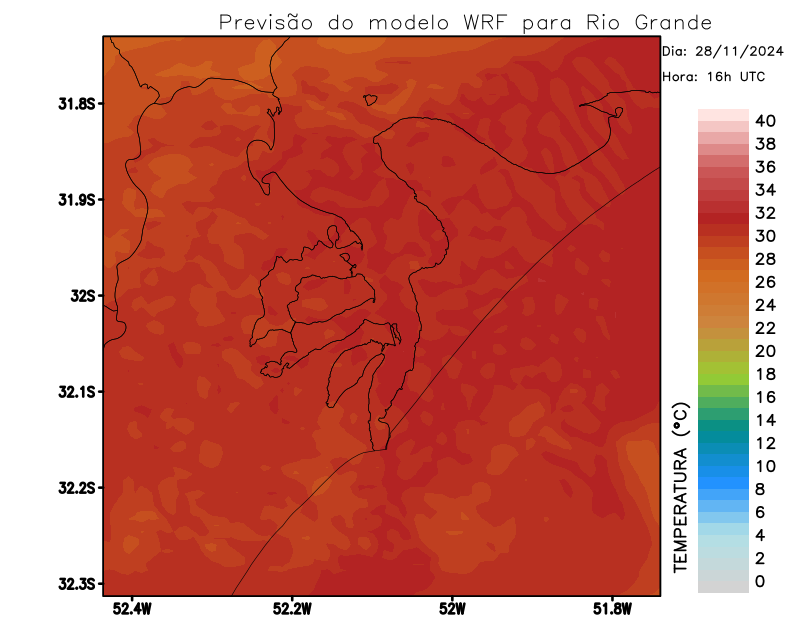 Previsão do modelo WRF para Rio Grande
Dia: 28/11/2024
Hora: 16h UTC
31.8S
31.9S
32S
32.1S
32.2S
32.3S
52.4W
52.2W
52W
51.8W
TEMPERATURA (°C)
40
38
36
34
32
30
28
26
24
22
20
18
16
14
12
10
8
6
4
2
0